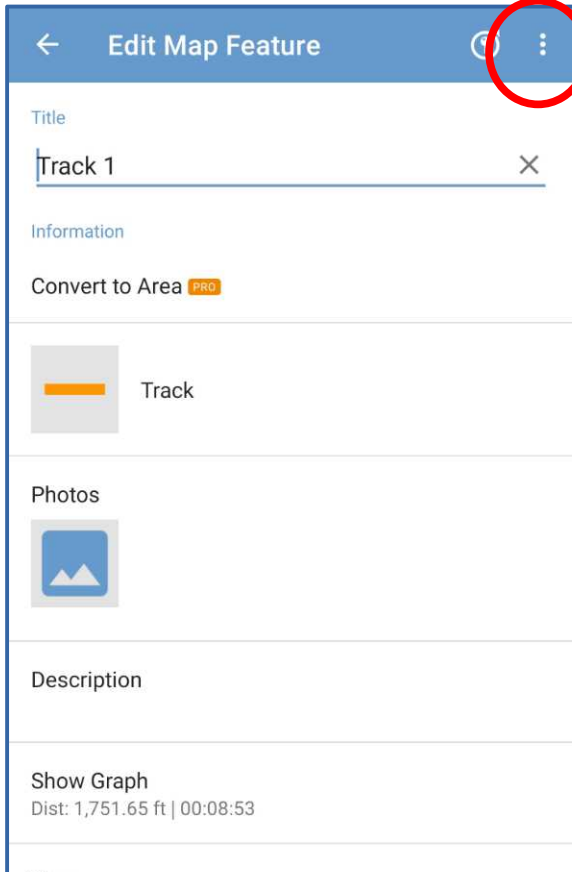 Edit Map Feature
Title
Track 1
Information
Convert to Area PRO
Track
Photos
Description
Show Graph
Dist: 1,751.65 ft | 00:08:53